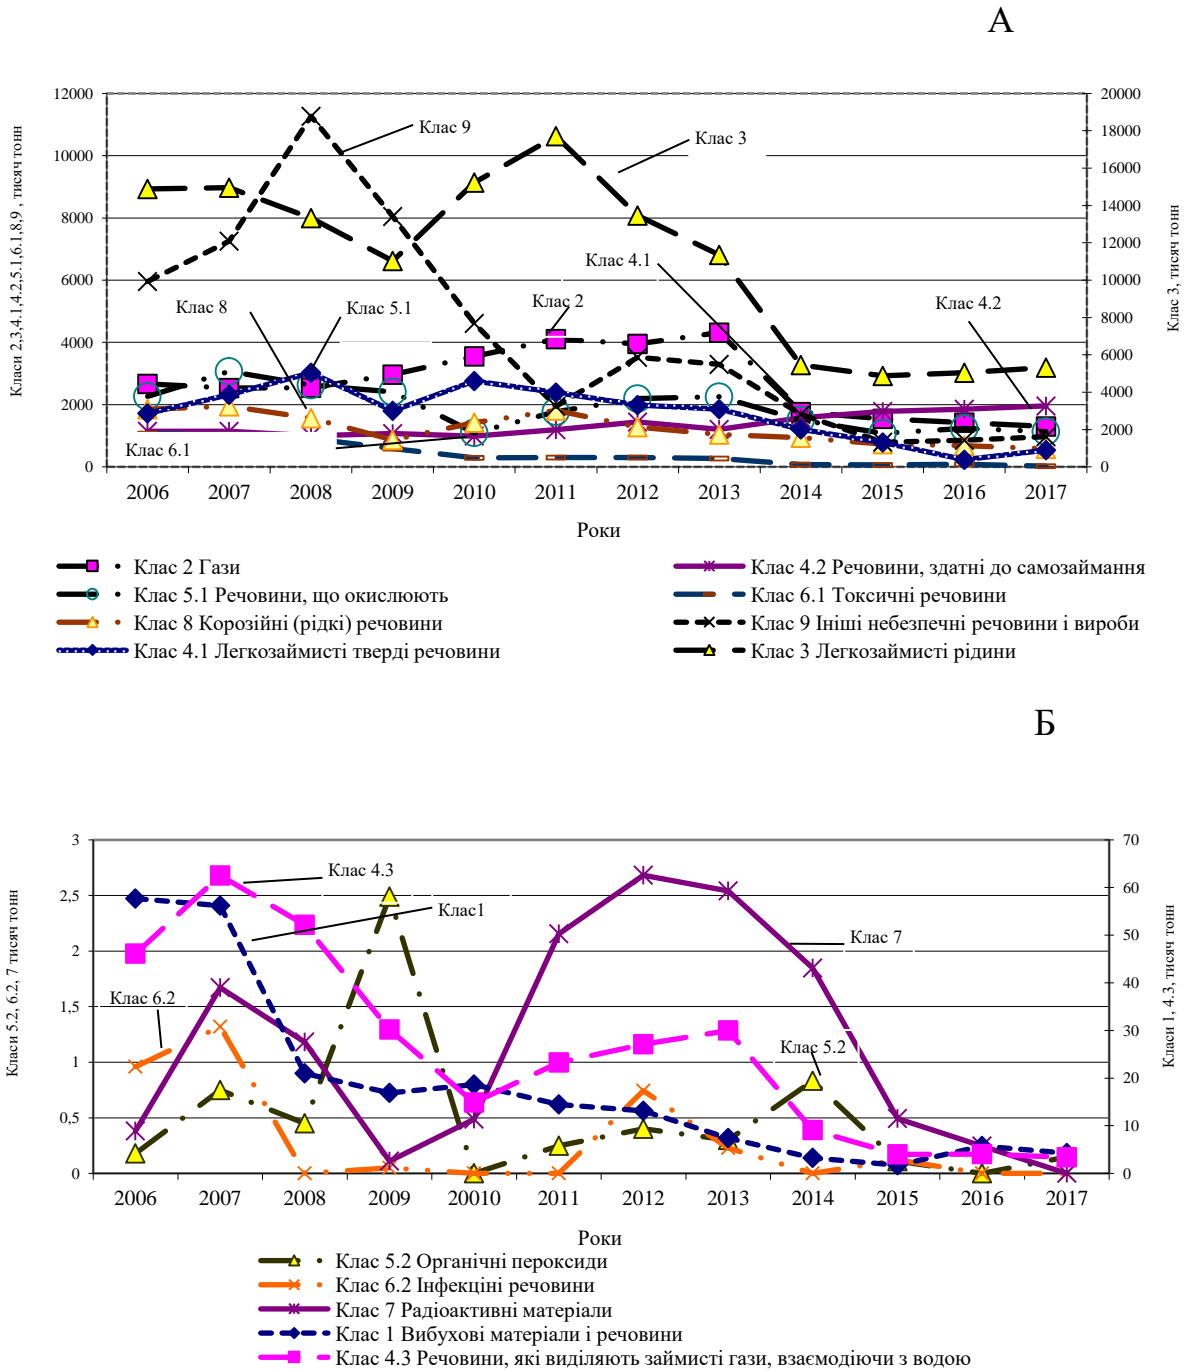 А
12000
10000
8000
6000
4000
2000
0
20000
18000
16000
14000
12000
10000
8000
6000
4000
2000
0
Класи 2,3,4.1,4.2,5.1,6.1,8,9 , тисяч тонн
Клас 3, тисяч тонн
Клас 9
Клас 3
Клас 4.1
Клас 8
Клас 5.1
Клас 2
Клас 4.2
Клас 6.1
2006 2007 2008 2009 2010 2011 2012 2013 2014 2015 2016 2017
Роки
Клас 2 Гази
Клас 4.2 Речовини, здатні до самозаймання
Клас 5.1 Речовини, що окислюють
Клас 6.1 Токсичні речовини
Клас 8 Корозійні (рідкі) речовини
Клас 9 Ініші небезпечні речовини і вироби
Клас 4.1 Легкозаймисті тверді речовини
Клас 3 Легкозаймисті рідини
Б
3
2,5
2
1,5
1
0,5
0
70
60
50
40
30
20
10
0
Класи 5.2, 6.2, 7 тисяч тонн
Класи 1, 4.3, тисяч тонн
Клас 4.3
Клас1
Клас 7
Клас 6.2
Клас 5.2
2006 2007 2008 2009 2010 2011 2012 2013 2014 2015 2016 2017
Роки
Клас 5.2 Органічні пероксиди
Клас 6.2 Інфекціні речовини
Клас 7 Радіоактивні матеріали
Клас 1 Вибухові матеріали і речовини
Клас 4.3 Речовини, які виділяють займисті гази, взаємодіючи з водою